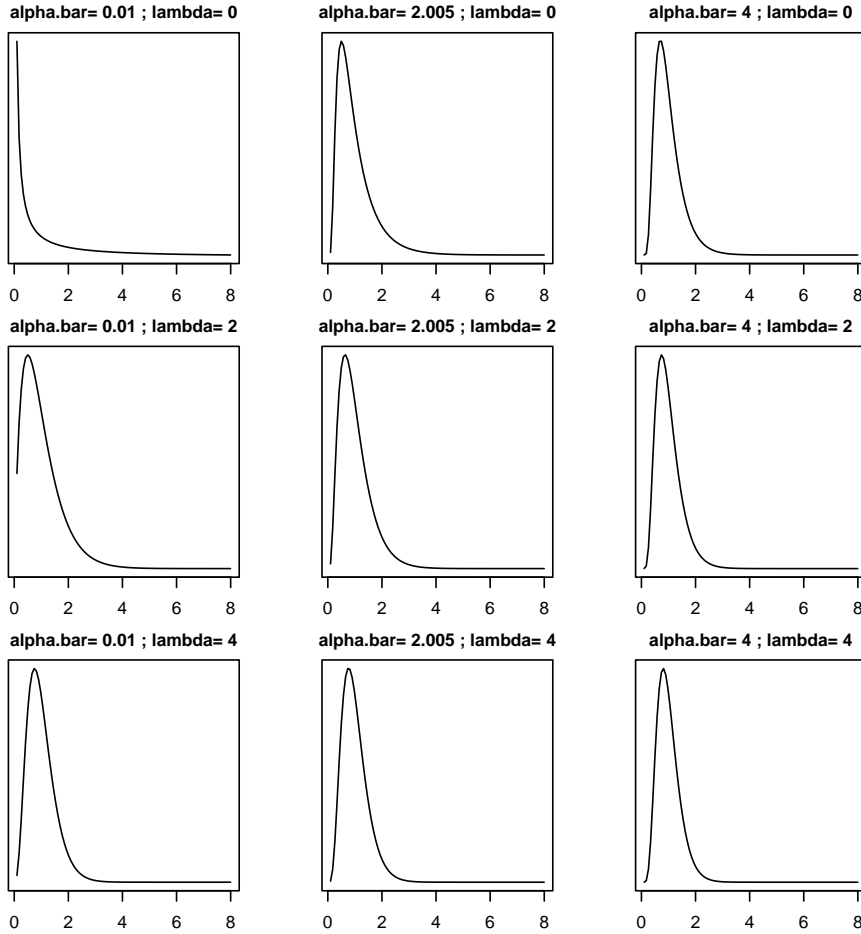 alpha.bar= 0.01 ; lambda= 0
alpha.bar= 2.005 ; lambda= 0
alpha.bar= 4 ; lambda= 0
0 2 4 6 8
0 2 4 6 8
0 2 4 6 8
alpha.bar= 0.01 ; lambda= 2
alpha.bar= 2.005 ; lambda= 2
alpha.bar= 4 ; lambda= 2
0 2 4 6 8
0 2 4 6 8
0 2 4 6 8
alpha.bar= 0.01 ; lambda= 4
alpha.bar= 2.005 ; lambda= 4
alpha.bar= 4 ; lambda= 4
0 2 4 6 8
0 2 4 6 8
0 2 4 6 8